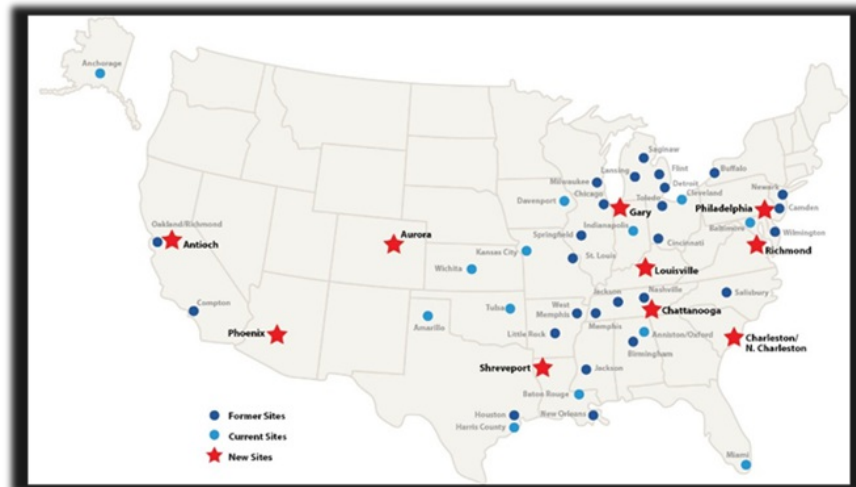 Anchorage
Saginaw
Lansing
Flint
Buffalo
Milwaukee
Detroit
Chicago
Cleveland
Newark
Davenport
Toledo
Gary
Philadelphia
Camden
Oakland/Richmond
Indianapolis
Baltimore
Antioch
Aurora
Springfield
Wilmington
Kansas City
Cincinnati
Richmond
St. Louis
Wichita
Louisville
Compton
Jackson
Nashville
Salisbury
Tulsa
West
Memphis
Chattanooga
Amarillo
Phoenix
Little Rock
Memphis
Anniston/Oxford
Charleston/
N. Charleston
Birmingham
Shreveport
Jackson
Baton Rouge
Houston
New Orleans
Harris County
Former Sites
Current Sites
New Sites
Miami